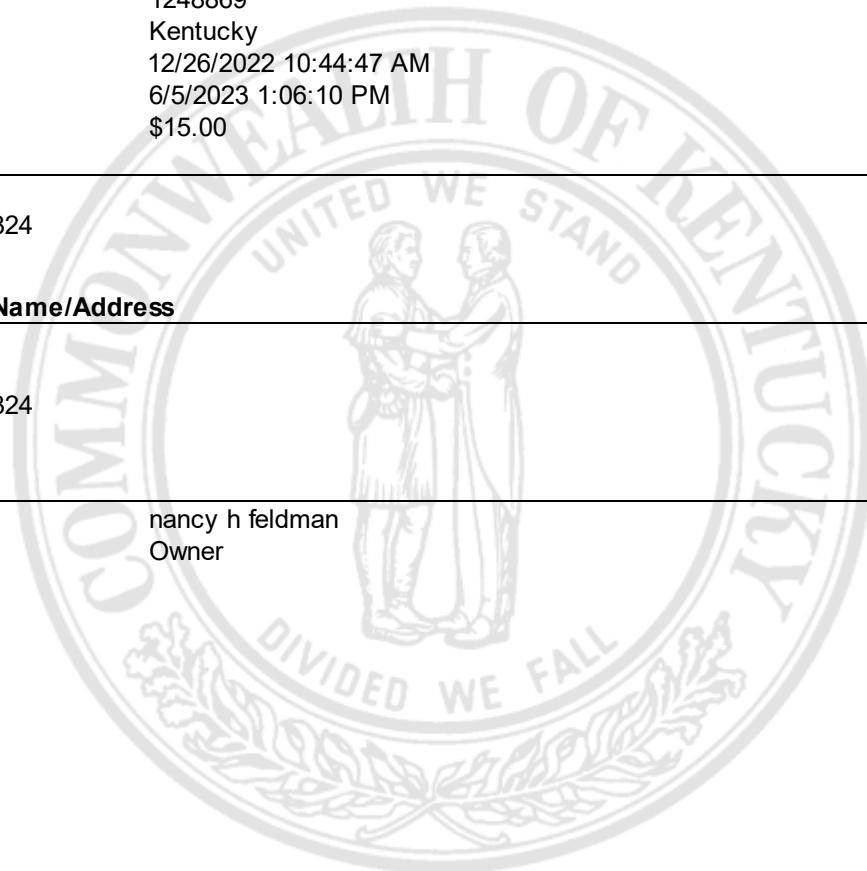 1248869
Kentucky
12/26/2022 10:44:47 AM
6/5/2023 1:06:10 PM
$15.00
COMMONWEALTH OF KENTUCKY
UNITED WE STAND
324
Name/Address
324
nancy h feldman
Owner
DIVIDED WE FALL